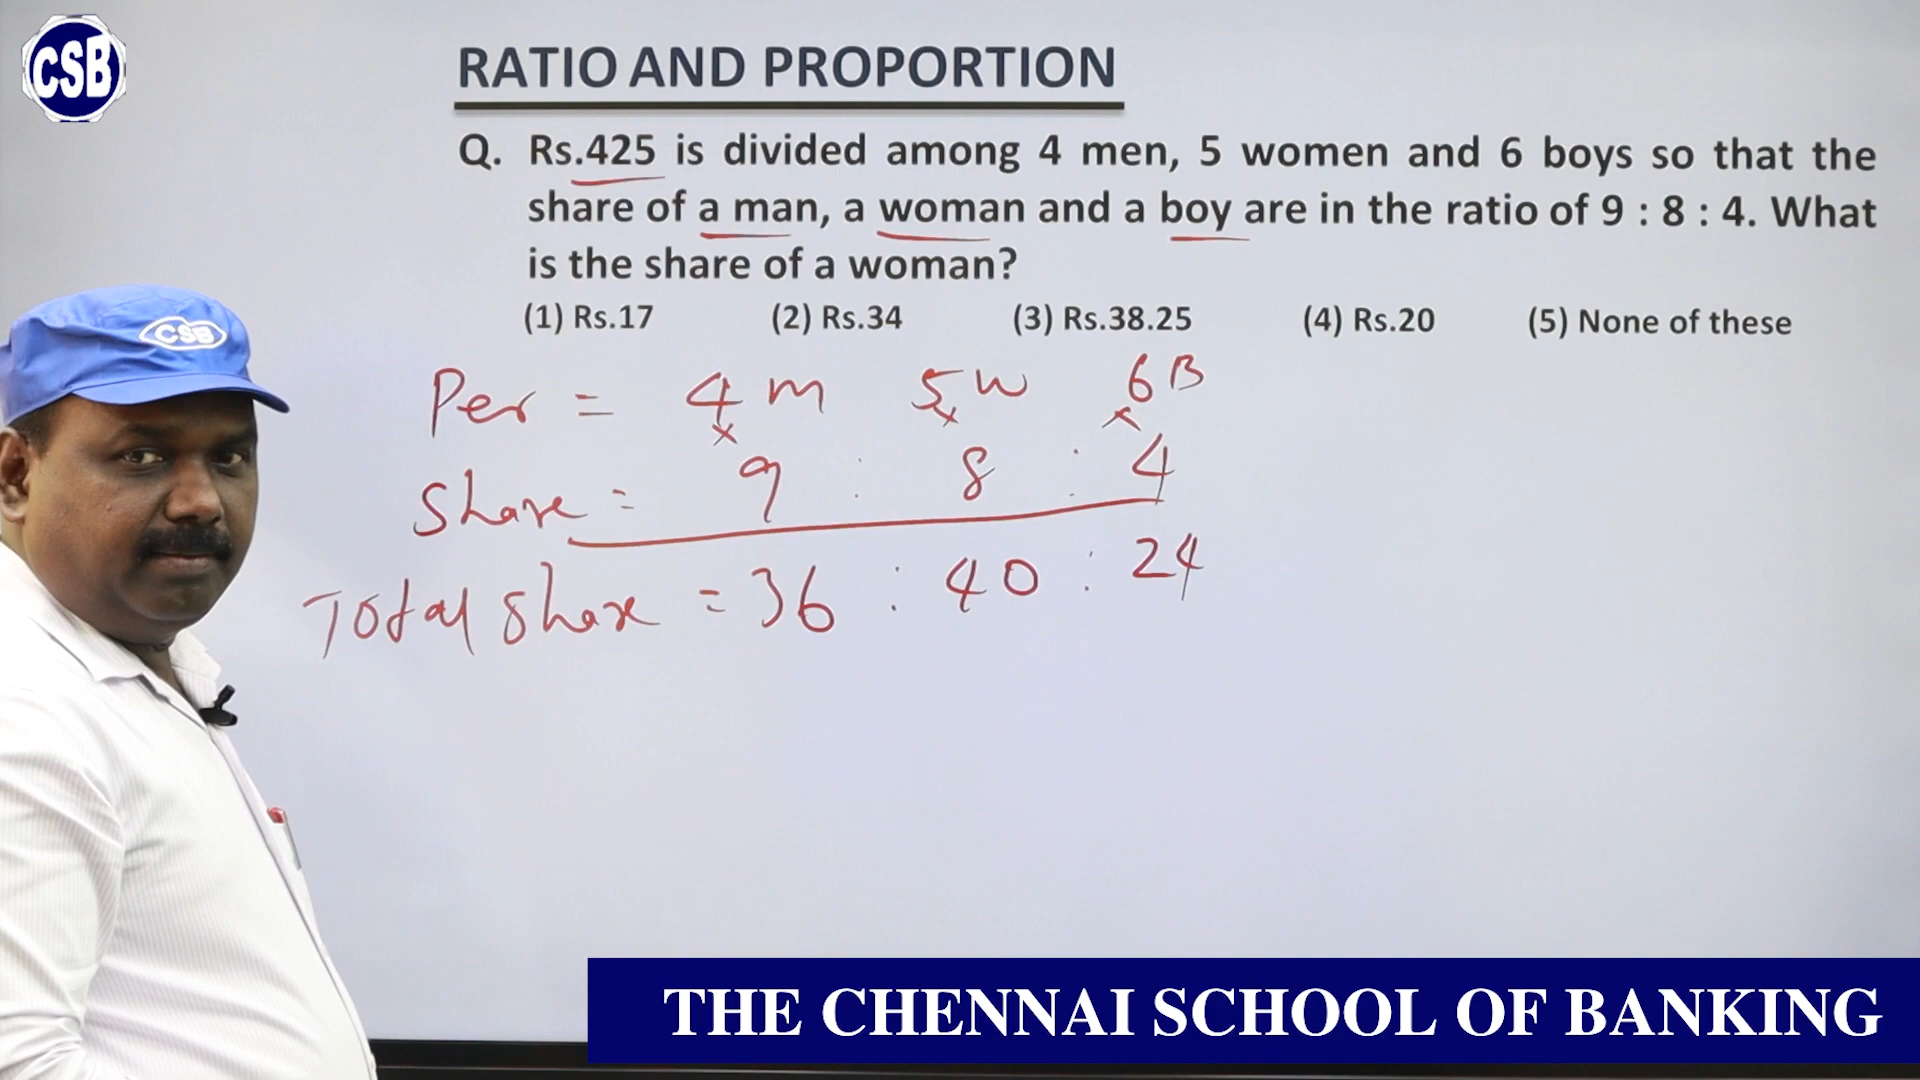 CSB
RATIO AND PROPORTION
Q. Rs.425 is divided among 4 men, 5 women and 6 boys so that the
share of a man, a woman and a boy are in the ratio of 9 : 8 : 4. What
is the share of a woman?
(1) Rs.17 (2) Rs.34 (3) Rs.38.25 (4) Rs.20 (5) None of these
CSB
Per = 4 m 5 w 6 B
x x x
Share = 9 : 8 : 4
Total Share = 36 : 40 : 24
THE CHENNAI SCHOOL OF BANKING